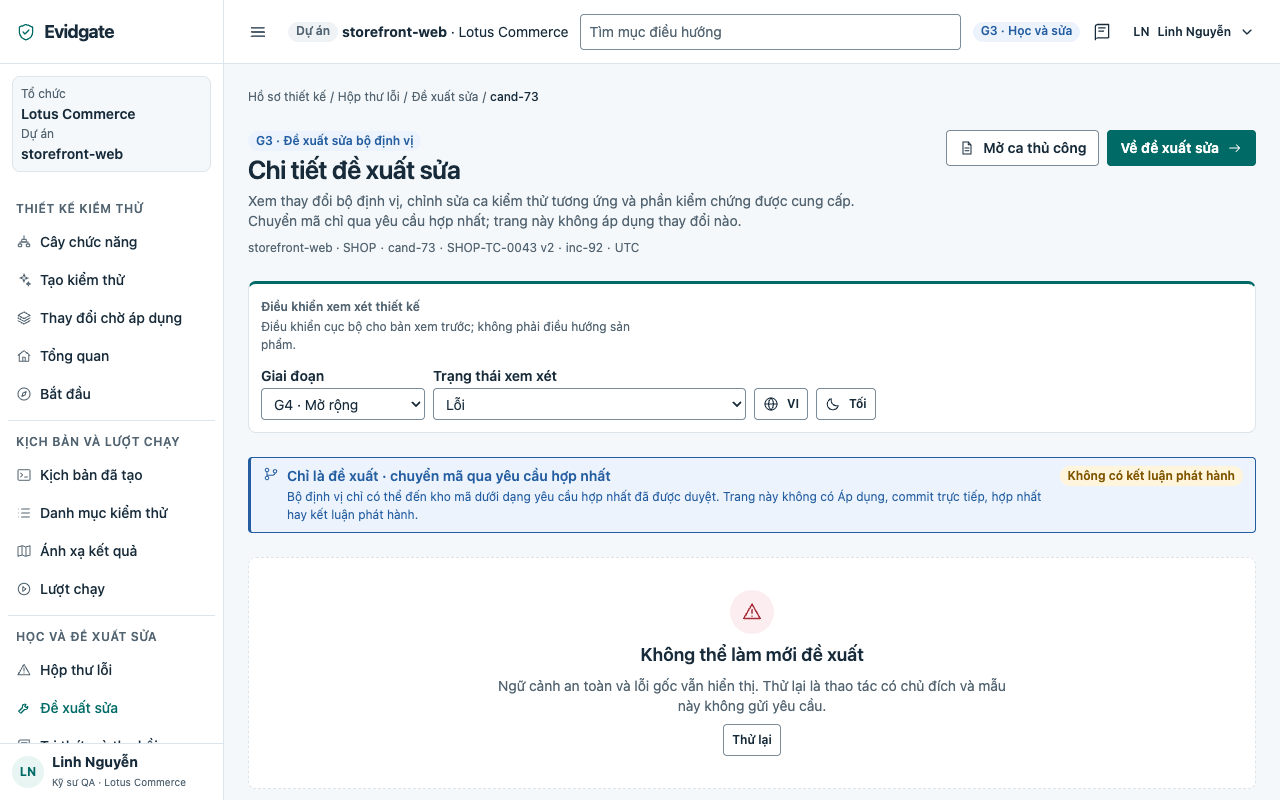 Evidgate
Dự án storefront-web · Lotus Commerce
Tìm mục điều hướng
G3 · Học và sửa
LN Linh Nguyễn
Tổ chức
Lotus Commerce
Dự án
storefront-web
THIẾT KẾ KIỂM THỬ
Cây chức năng
Tạo kiểm thử
Thay đổi chờ áp dụng
Tổng quan
Bắt đầu
KỊCH BẢN VÀ LƯỢT CHẠY
Kịch bản đã tạo
Danh mục kiểm thử
Ánh xạ kết quả
Lượt chạy
HỌC VÀ ĐỀ XUẤT SỬA
Hộp thư lỗi
Đề xuất sửa
LN
Linh Nguyễn
Kỹ sư QA · Lotus Commerce
Hồ sơ thiết kế / Hộp thư lỗi / Đề xuất sửa / cand-73
G3 · Đề xuất sửa bộ định vị
Chi tiết đề xuất sửa
Xem thay đổi bộ định vị, chỉnh sửa ca kiểm thử tương ứng và phần kiểm chứng được cung cấp.
Chuyển mã chỉ qua yêu cầu hợp nhất; trang này không áp dụng thay đổi nào.
storefront-web · SHOP · cand-73 · SHOP-TC-0043 v2 · inc-92 · UTC
Mở ca thủ công
Về đề xuất sửa
Điều khiển xem xét thiết kế
Điều khiển cục bộ cho bản xem trước; không phải điều hướng sản
phẩm.
Giai đoạn
G4 · Mở rộng
Trạng thái xem xét
Lỗi
VI
Tối
Chỉ là đề xuất · chuyển mã qua yêu cầu hợp nhất
Không có kết luận phát hành
Bộ định vị chỉ có thể đến kho mã dưới dạng yêu cầu hợp nhất đã được duyệt. Trang này không có Áp dụng, commit trực tiếp, hợp nhất
hay kết luận phát hành.
Không thể làm mới đề xuất
Ngữ cảnh an toàn và lỗi gốc vẫn hiển thị. Thử lại là thao tác có chủ đích và mẫu
này không gửi yêu cầu.
Thử lại